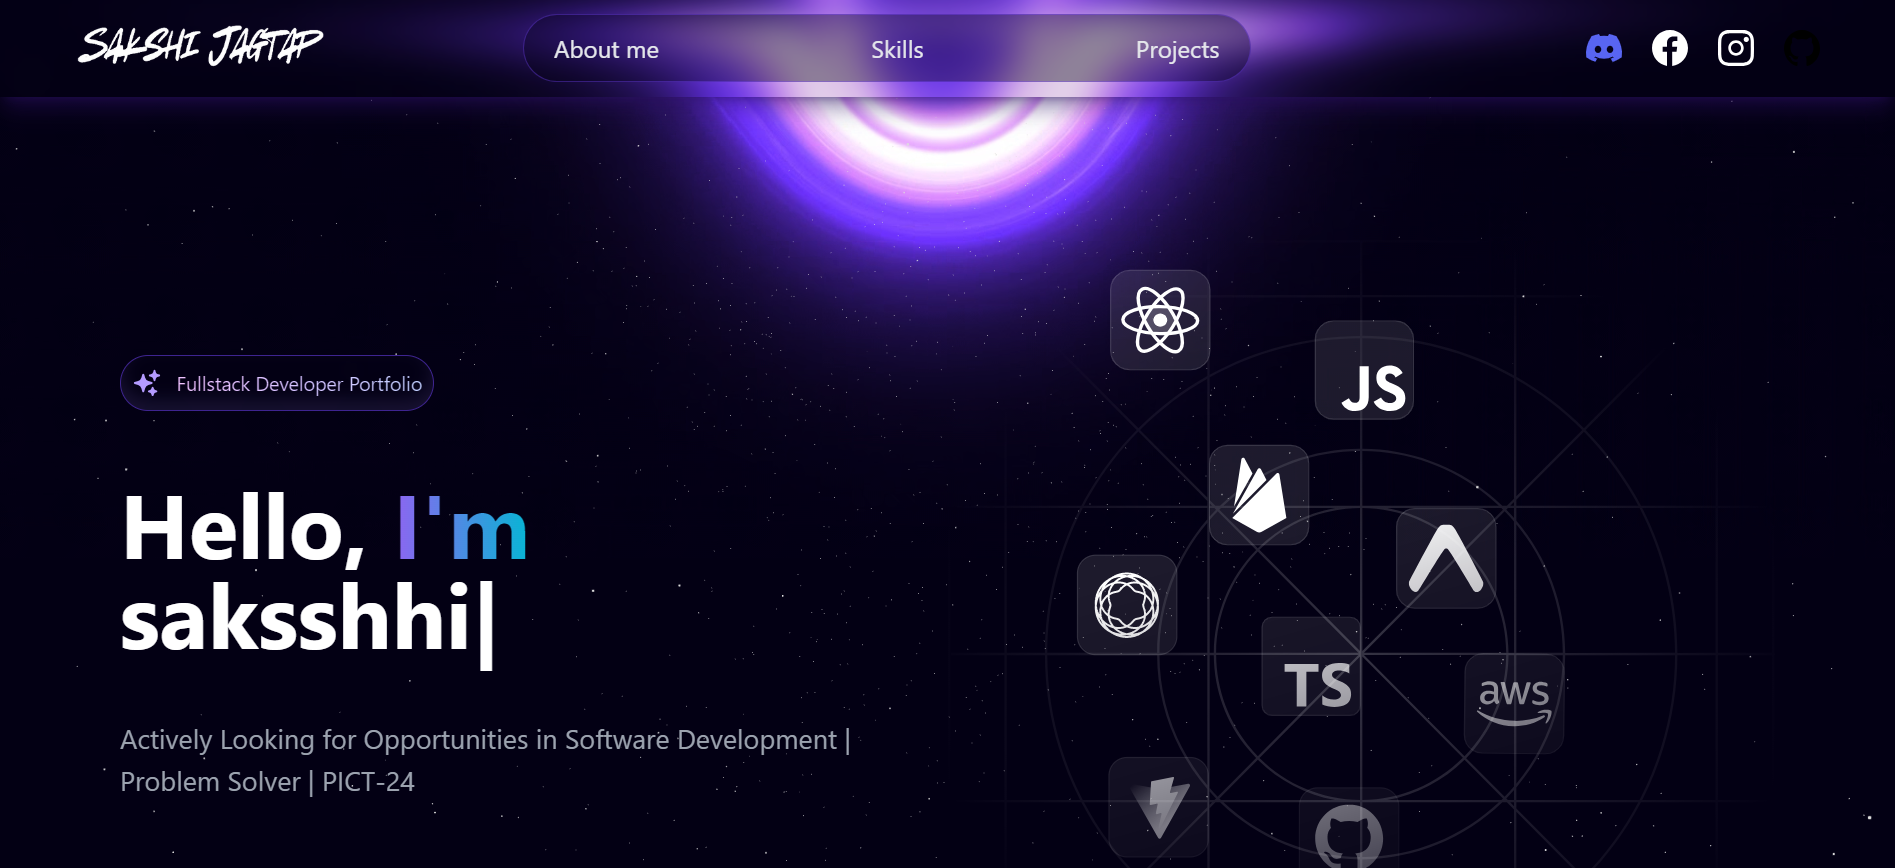 SAKSHI JAGTAP
About me
Skills
Projects
Fullstack Developer Portfolio
Hello, I'm
saksshhi|
Actively Looking for Opportunities in Software Development |
Problem Solver | PICT-24
JS
TS
aws